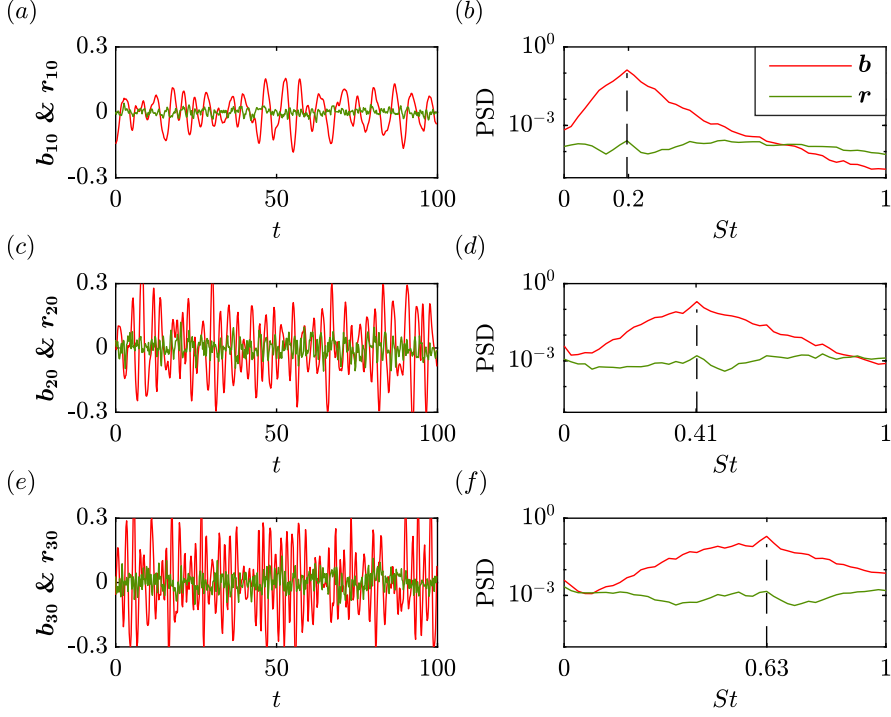 (a)
0.3
0
-0.3
b10 & r10
0
50
100
t
(b)
10^0
10^-3
PSD
b
r
0
0.2
1
St
(c)
0.3
0
-0.3
b20 & r20
0
50
100
t
(d)
10^0
10^-3
PSD
0
0.41
1
St
(e)
0.3
0
-0.3
b30 & r30
0
50
100
t
(f)
10^0
10^-3
PSD
0
0.63
1
St